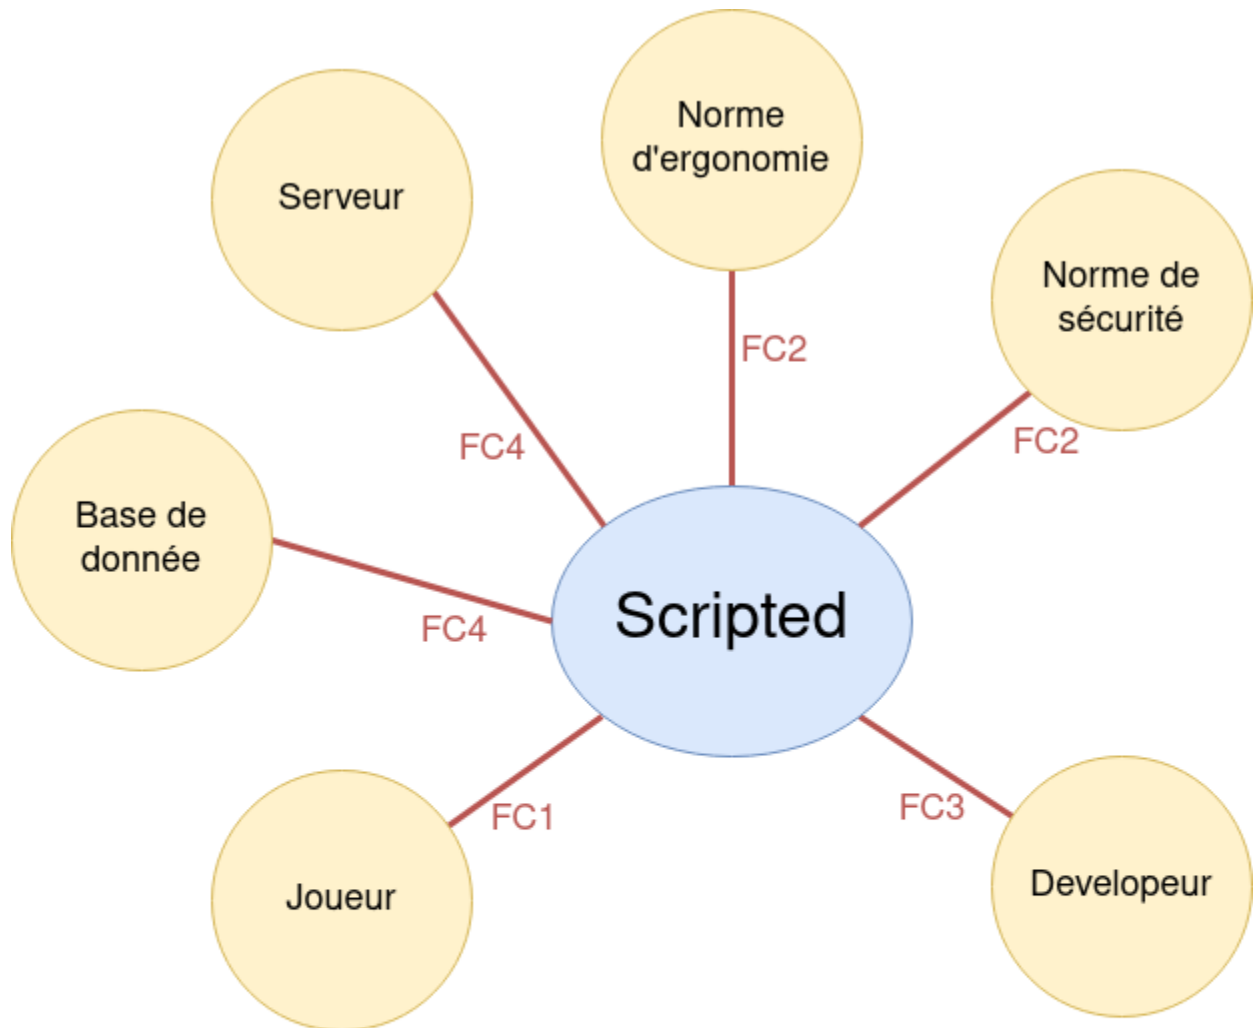 Norme
d'ergonomie
Serveur
Norme de
sécurité
FC2
FC4
FC2
Base de
donnée
Scripted
FC4
FC1
FC3
Joueur
Developeur